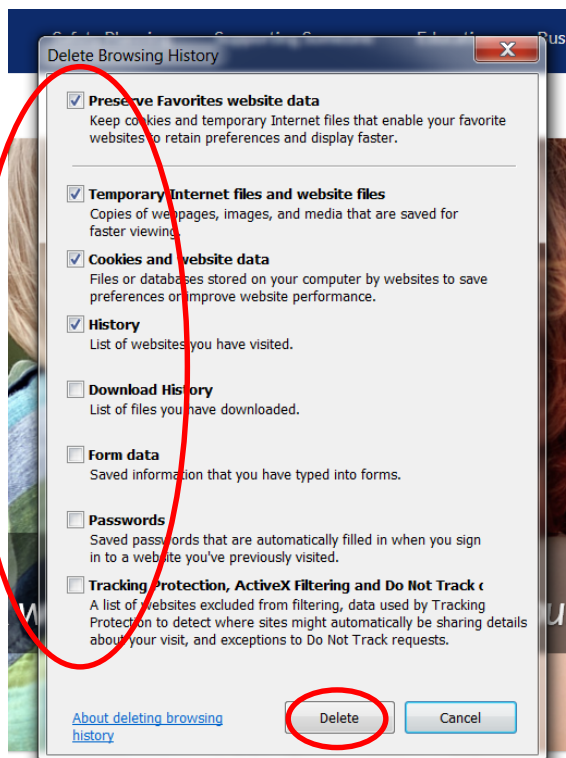 Delete Browsing History
Preserve Favorites website data
Keep cookies and temporary Internet files that enable your favorite
websites to retain preferences and display faster.
Temporary Internet files and website files
Copies of webpages, images, and media that are saved for
faster viewing.
Cookies and website data
Files or databases stored on your computer by websites to save
preferences or improve website performance.
History
List of websites you have visited.
Download History
List of files you have downloaded.
Form data
Saved information that you have typed into forms.
Passwords
Saved passwords that are automatically filled in when you sign
in to a website you've previously visited.
Tracking Protection, ActiveX Filtering and Do Not Track
A list of websites excluded from filtering, data used by Tracking
Protection to detect where sites might automatically be sharing details
about your visit, and exceptions to Do Not Track requests.
About deleting browsing
history
Delete
Cancel